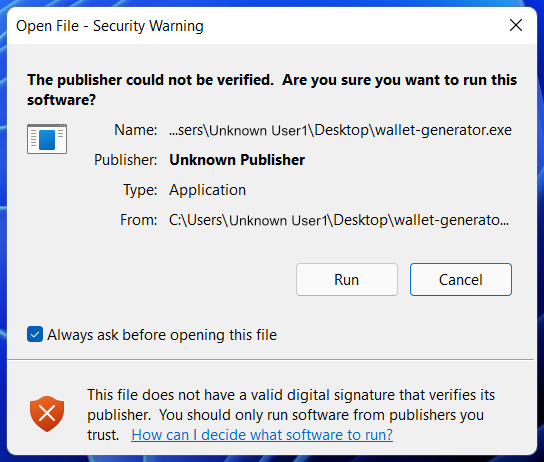 Open File - Security Warning
The publisher could not be verified.  Are you sure you want to run this
software?
Name: ...sers\Unknown User1\Desktop\wallet-generator.exe
Publisher: Unknown Publisher
Type: Application
From: C:\Users\Unknown User1\Desktop\wallet-generato...
Run Cancel
Always ask before opening this file
This file does not have a valid digital signature that verifies its
publisher.  You should only run software from publishers you
trust.  How can I decide what software to run?